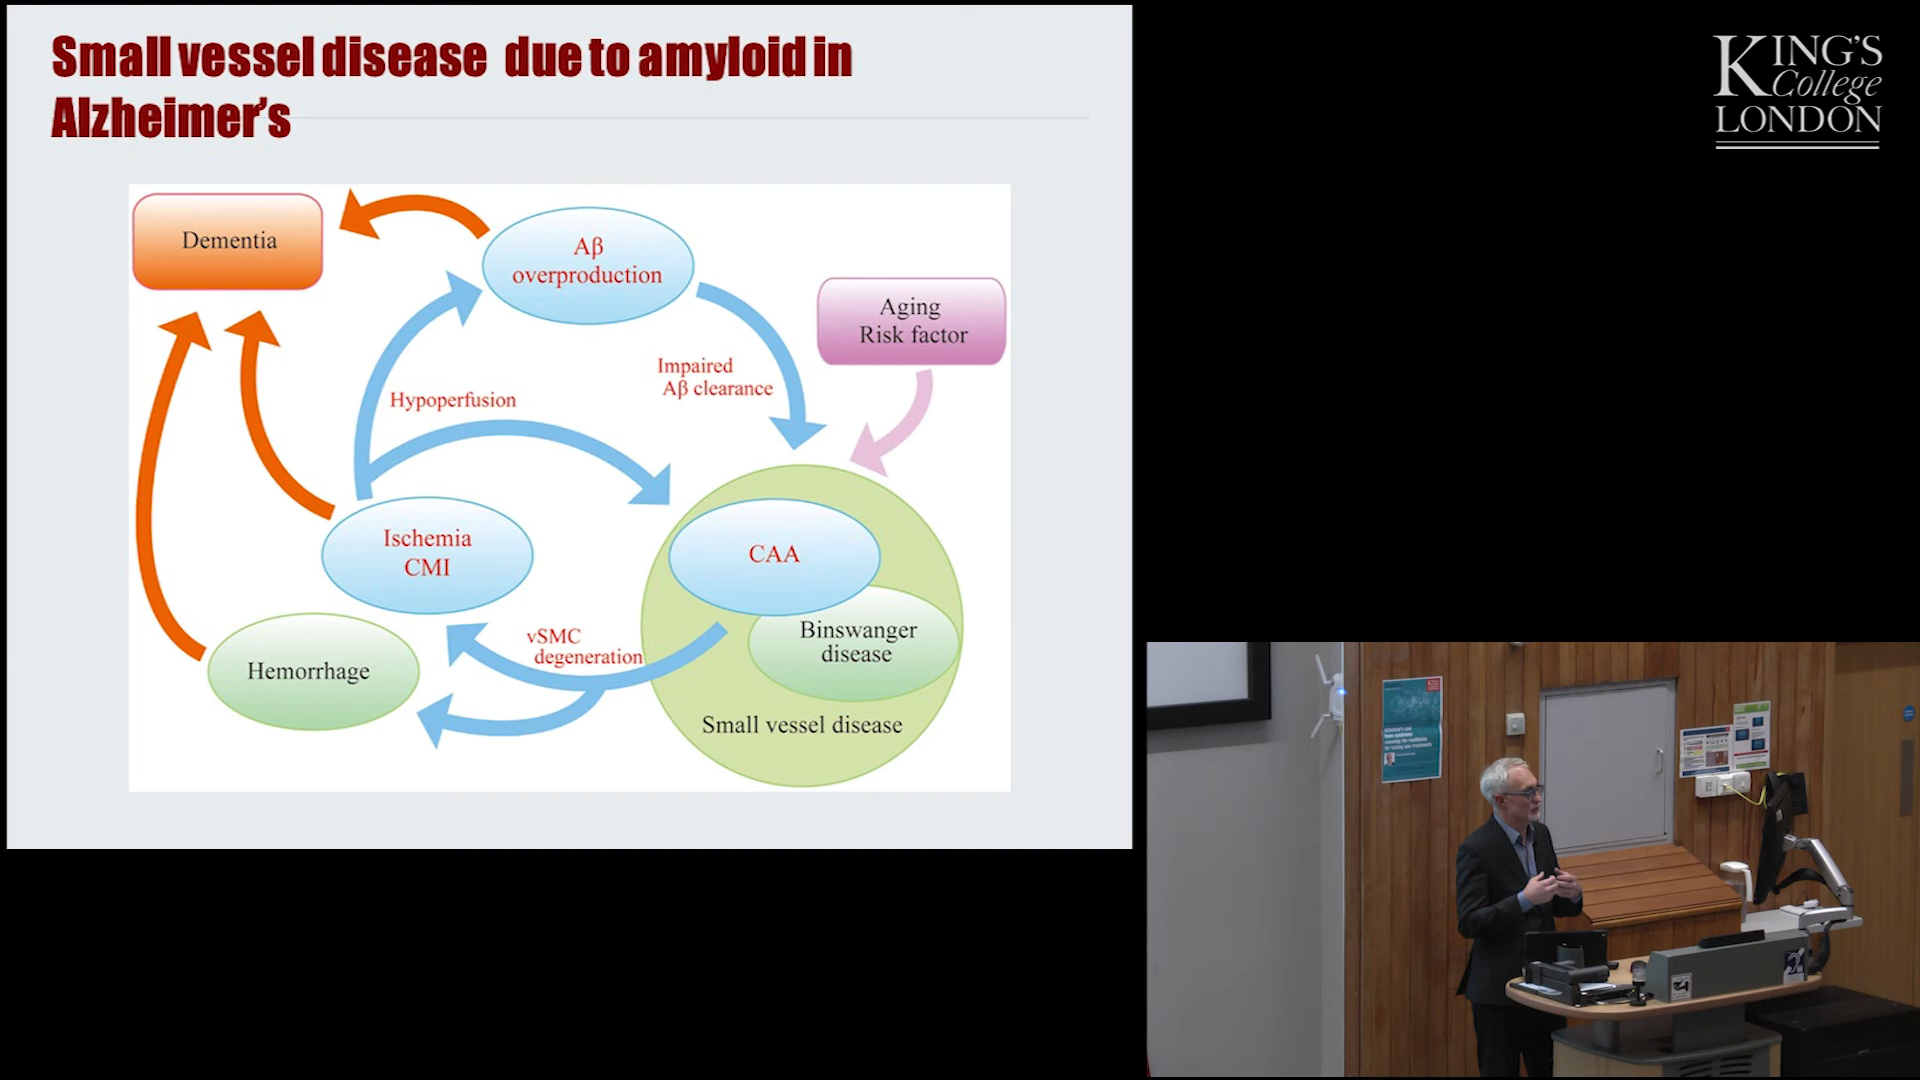 Small vessel disease due to amyloid in
Alzheimer's
Dementia
Aβ
overproduction
Aging
Risk factor
Impaired
Aβ clearance
Hypoperfusion
Ischemia
CMI
CAA
Binswanger
disease
vSMC
degeneration
Hemorrhage
Small vessel disease
KING'S
College
LONDON